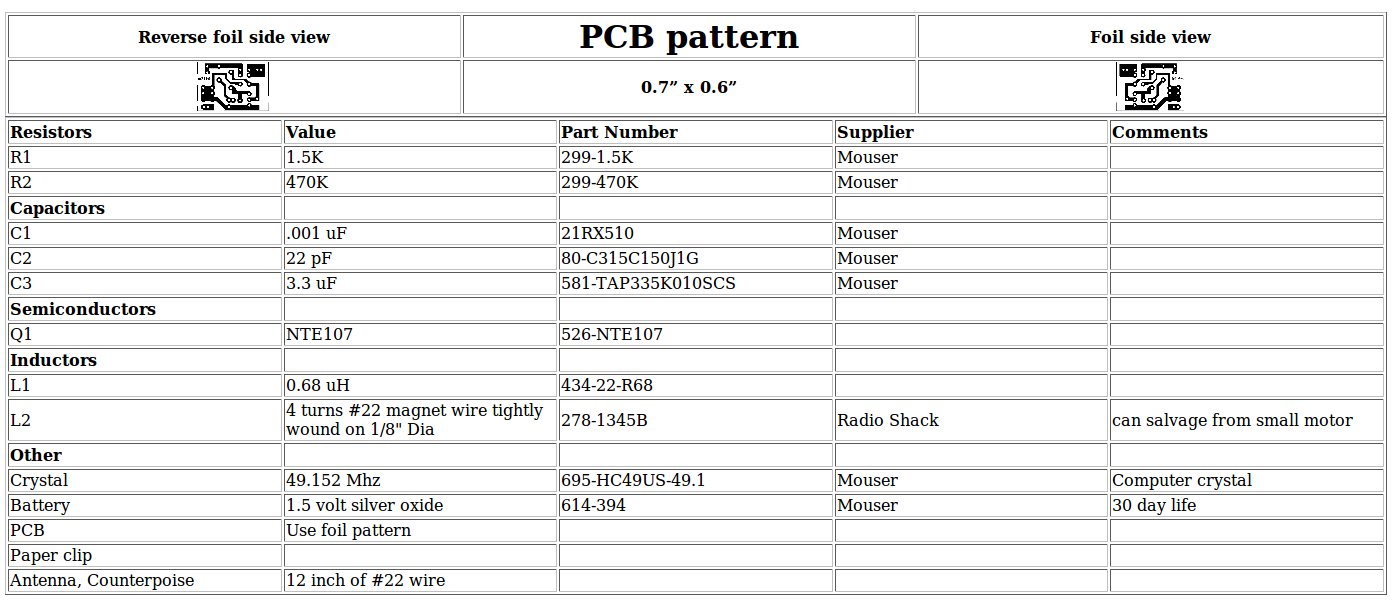 Reverse foil side view PCB pattern Foil side view
0.7” x 0.6”
Resistors Value Part Number Supplier Comments
R1 1.5K 299-1.5K Mouser
R2 470K 299-470K Mouser
Capacitors
C1 .001 uF 21RX510 Mouser
C2 22 pF 80-C315C150J1G Mouser
C3 3.3 uF 581-TAP335K010SCS Mouser
Semiconductors
Q1 NTE107 526-NTE107
Inductors
L1 0.68 uH 434-22-R68
L2 4 turns #22 magnet wire tightly
wound on 1/8" Dia 278-1345B Radio Shack can salvage from small motor
Other
Crystal 49.152 Mhz 695-HC49US-49.1 Mouser Computer crystal
Battery 1.5 volt silver oxide 614-394 Mouser 30 day life
PCB Use foil pattern
Paper clip
Antenna, Counterpoise 12 inch of #22 wire